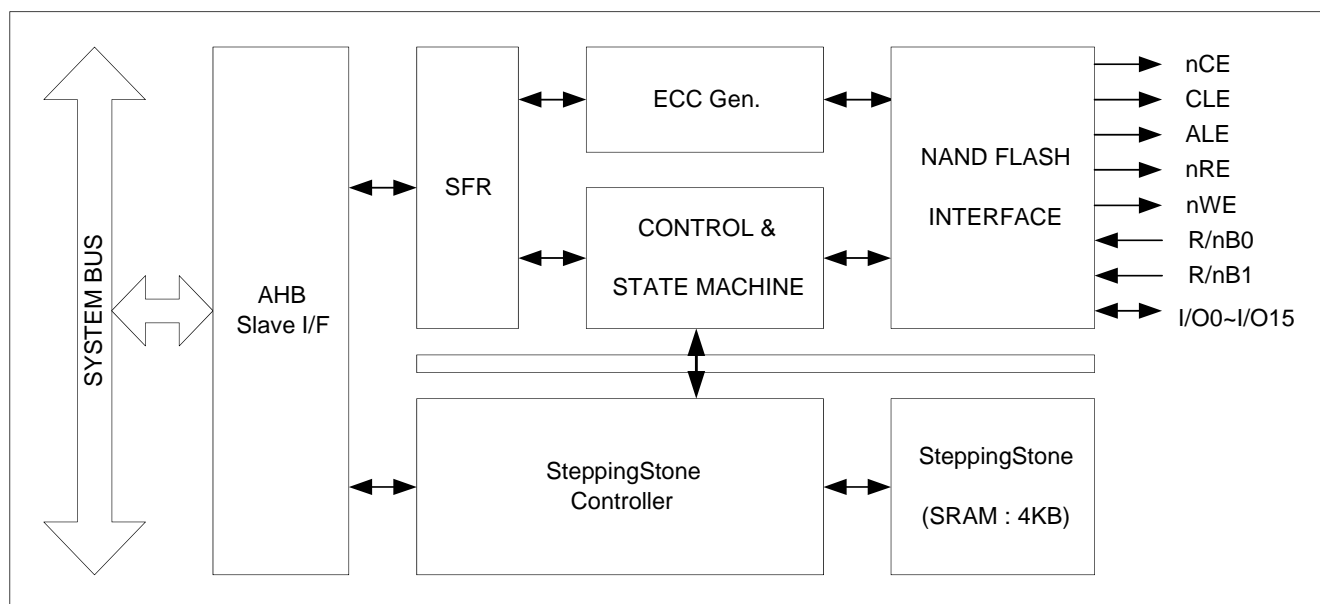 SYSTEM BUS
AHB
Slave I/F
SFR
ECC Gen.
CONTROL &
STATE MACHINE
NAND FLASH
INTERFACE
nCE
CLE
ALE
nRE
nWE
R/nB0
R/nB1
I/O0~I/O15
SteppingStone
Controller
SteppingStone
(SRAM : 4KB)